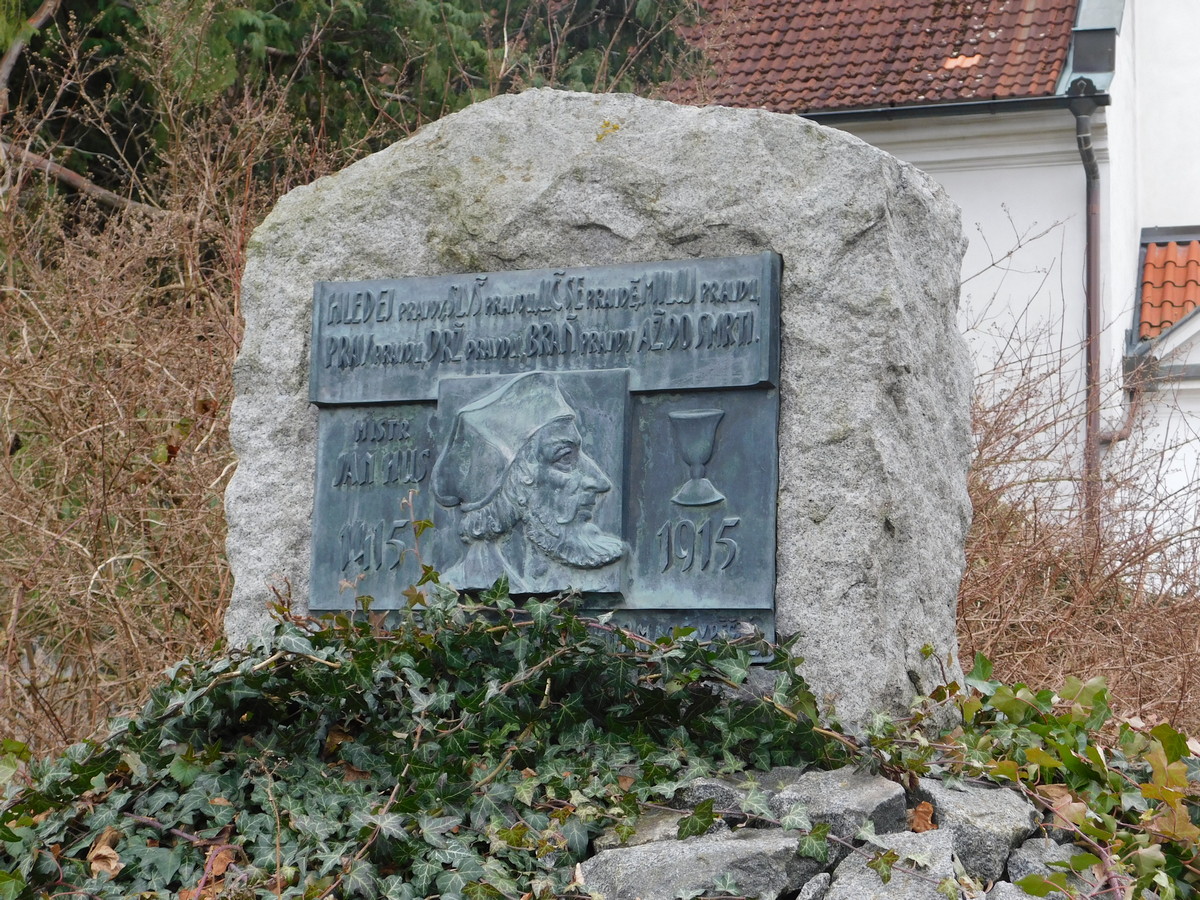 HLEDEJ PRAVDU, SLYŠ PRAVDU, UČ SE PRAVDĚ, MILUJ PRAVDU,
PRAV PRAVDU, DRŽ PRAVDU, BRAŇ PRAVDY AŽ DO SMRTI.
MISTR
JAN HUS
1415
1915